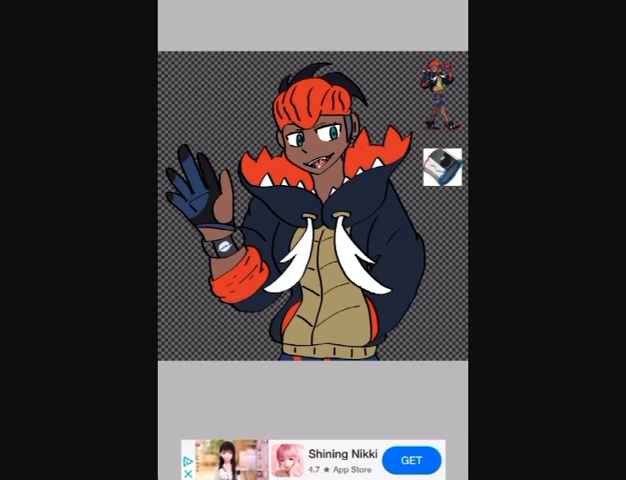 Shining Nikki
4.7 ★ App Store
GET